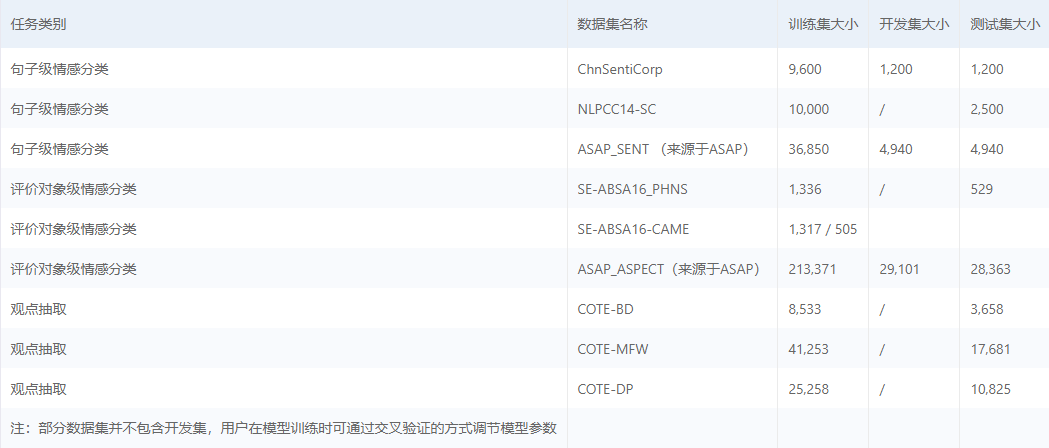 任务类别 数据集名称 训练集大小 开发集大小 测试集大小
句子级情感分类 ChnSentiCorp 9,600 1,200 1,200
句子级情感分类 NLPCC14-SC 10,000 / 2,500
句子级情感分类 ASAP_SENT （来源于ASAP） 36,850 4,940 4,940
评价对象级情感分类 SE-ABSA16_PHNS 1,336 / 529
评价对象级情感分类 SE-ABSA16-CAME 1,317 / 505
评价对象级情感分类 ASAP_ASPECT（来源于ASAP） 213,371 29,101 28,363
观点抽取 COTE-BD 8,533 / 3,658
观点抽取 COTE-MFW 41,253 / 17,681
观点抽取 COTE-DP 25,258 / 10,825
注：部分数据集并不包含开发集，用户在模型训练时可通过交叉验证的方式调节模型参数